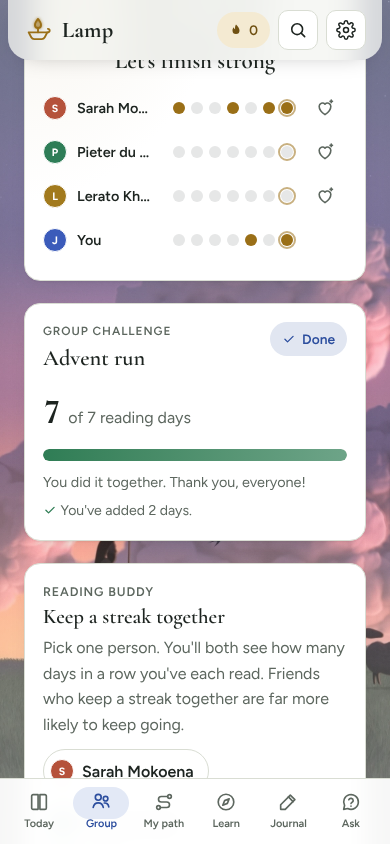 Lamp
0
Let's finish strong
S
Sarah Mo...
P
Pieter du ...
L
Lerato Kh...
J
You
GROUP CHALLENGE
Done
Advent run
7 of 7 reading days
You did it together. Thank you, everyone!
You've added 2 days.
READING BUDDY
Keep a streak together
Pick one person. You'll both see how many
days in a row you've each read. Friends
who keep a streak together are far more
likely to keep going.
S
Sarah Mokoena
Today
Group
My path
Learn
Journal
Ask